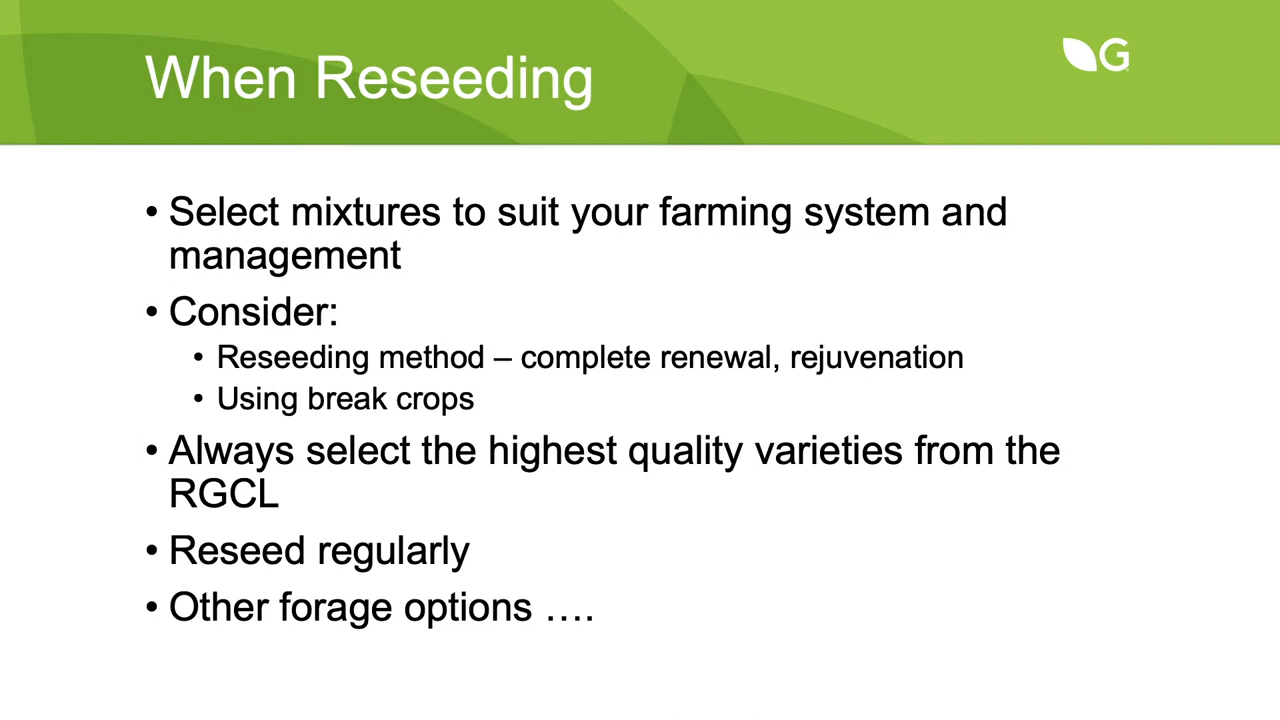 When Reseeding
G
• Select mixtures to suit your farming system and
management
• Consider:
• Reseeding method – complete renewal, rejuvenation
• Using break crops
• Always select the highest quality varieties from the
RGCL
• Reseed regularly
• Other forage options ….